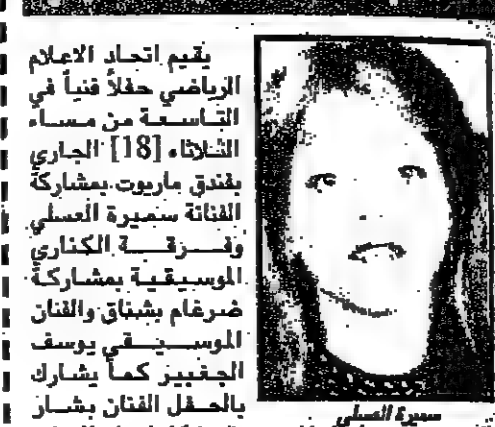 يقيم اتحاد الاعلام
الرياضي حفلاً فنياً في
التاسعة من مساء
الثلاثاء [18] الجاري
بفندق ماريوت بمشاركة
الفنانة سميرة العسلي
وفرقة الكناري
الموسيقية بمشاركة
ضرغام بشناق والفنان
الموسيقي يوسف
الجغبير كما يشارك
بالحفل الفنان بشار
سميرة العسلي